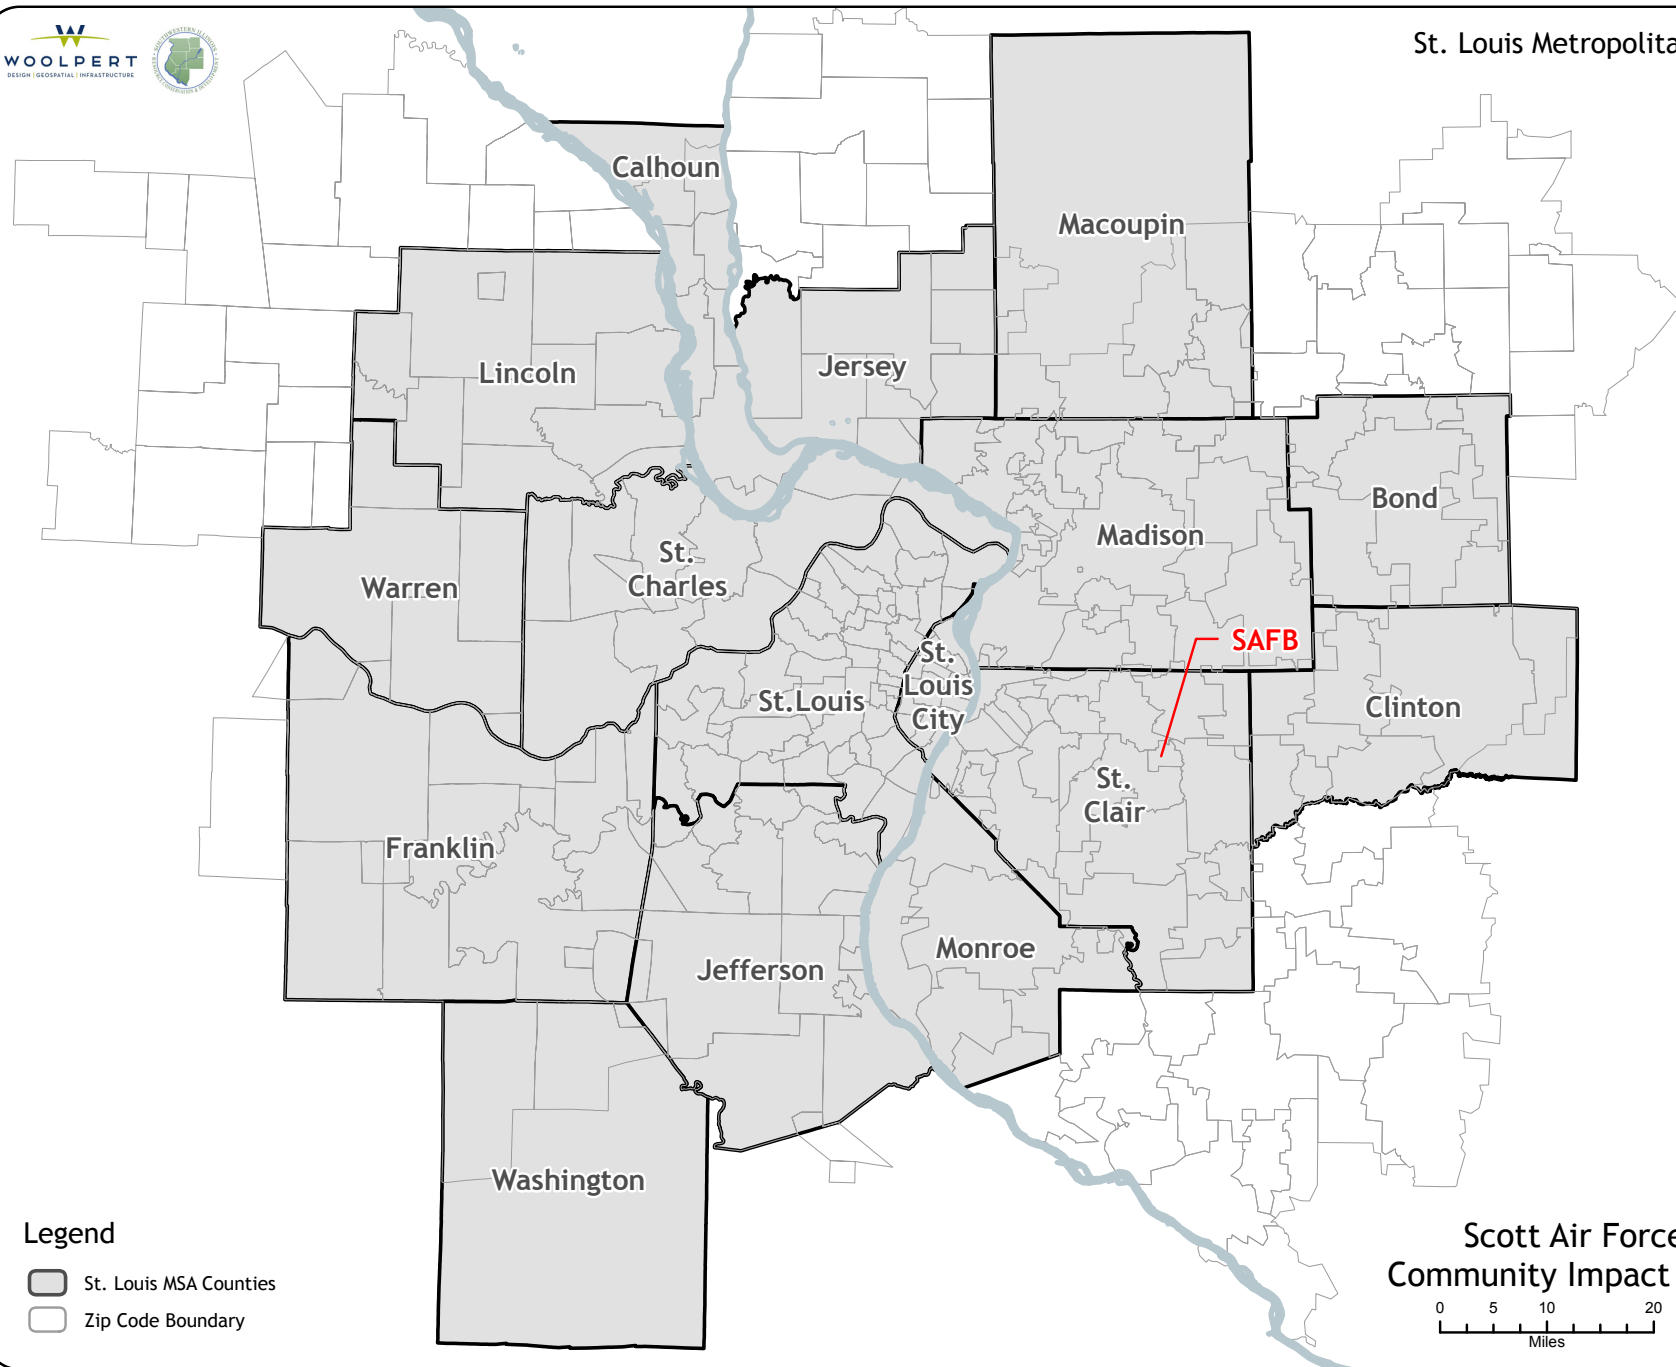 WOOLPERT
DESIGN | GEOSPATIAL | INFRASTRUCTURE
St. Louis Metropolita
Calhoun
Macoupin
Lincoln
Jersey
Bond
Madison
St.
Charles
Warren
SAFB
St.
Louis
City
St.Louis
Clinton
St.
Clair
Franklin
Monroe
Jefferson
Washington
Legend
St. Louis MSA Counties
Zip Code Boundary
Scott Air Force
Community Impact
0 5 10 20
Miles